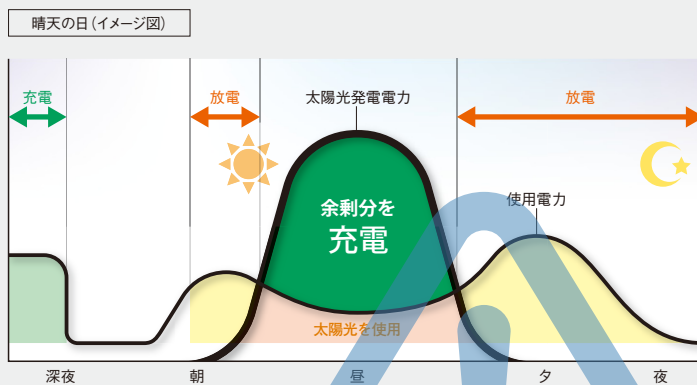 晴天の日(イメージ図)
充電
放電
太陽光発電電力
放電
使用電力
余剰分を
充電
太陽光を使用
深夜
朝
昼
夕
夜